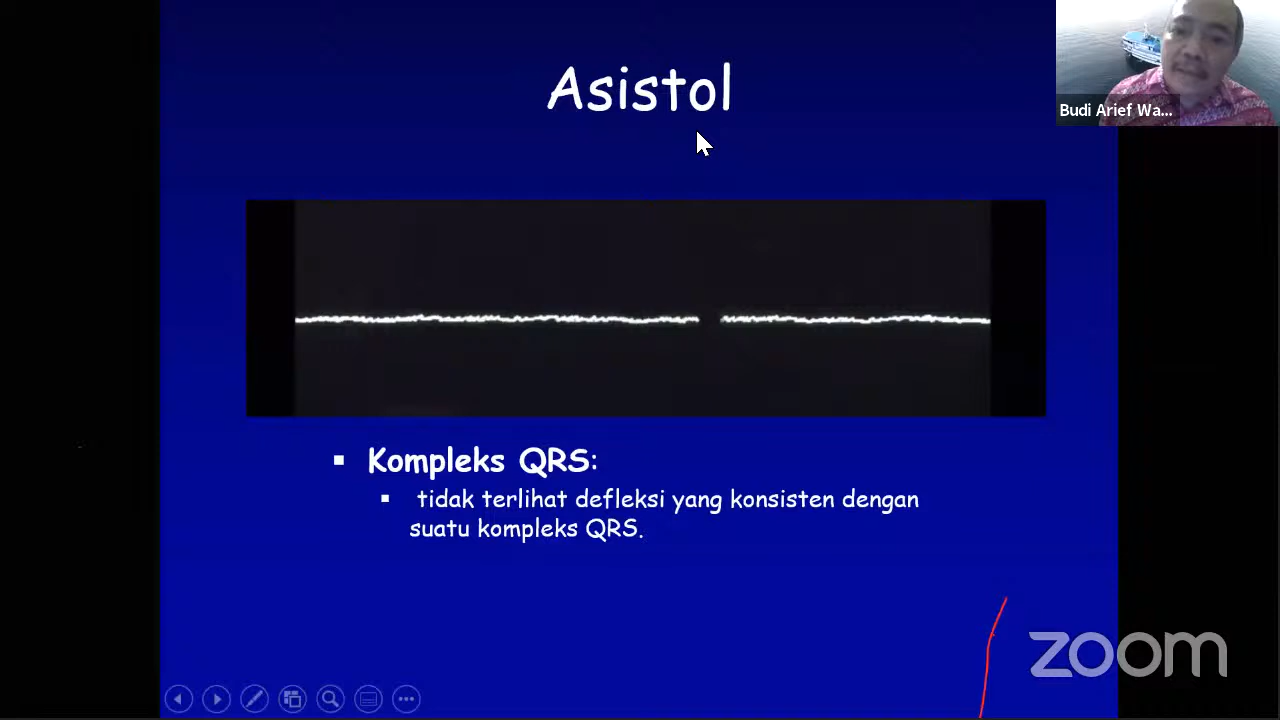 Asistol
Budi Arief Wa...
▪ Kompleks QRS:
▪ tidak terlihat defleksi yang konsisten dengan
suatu kompleks QRS.
zoom